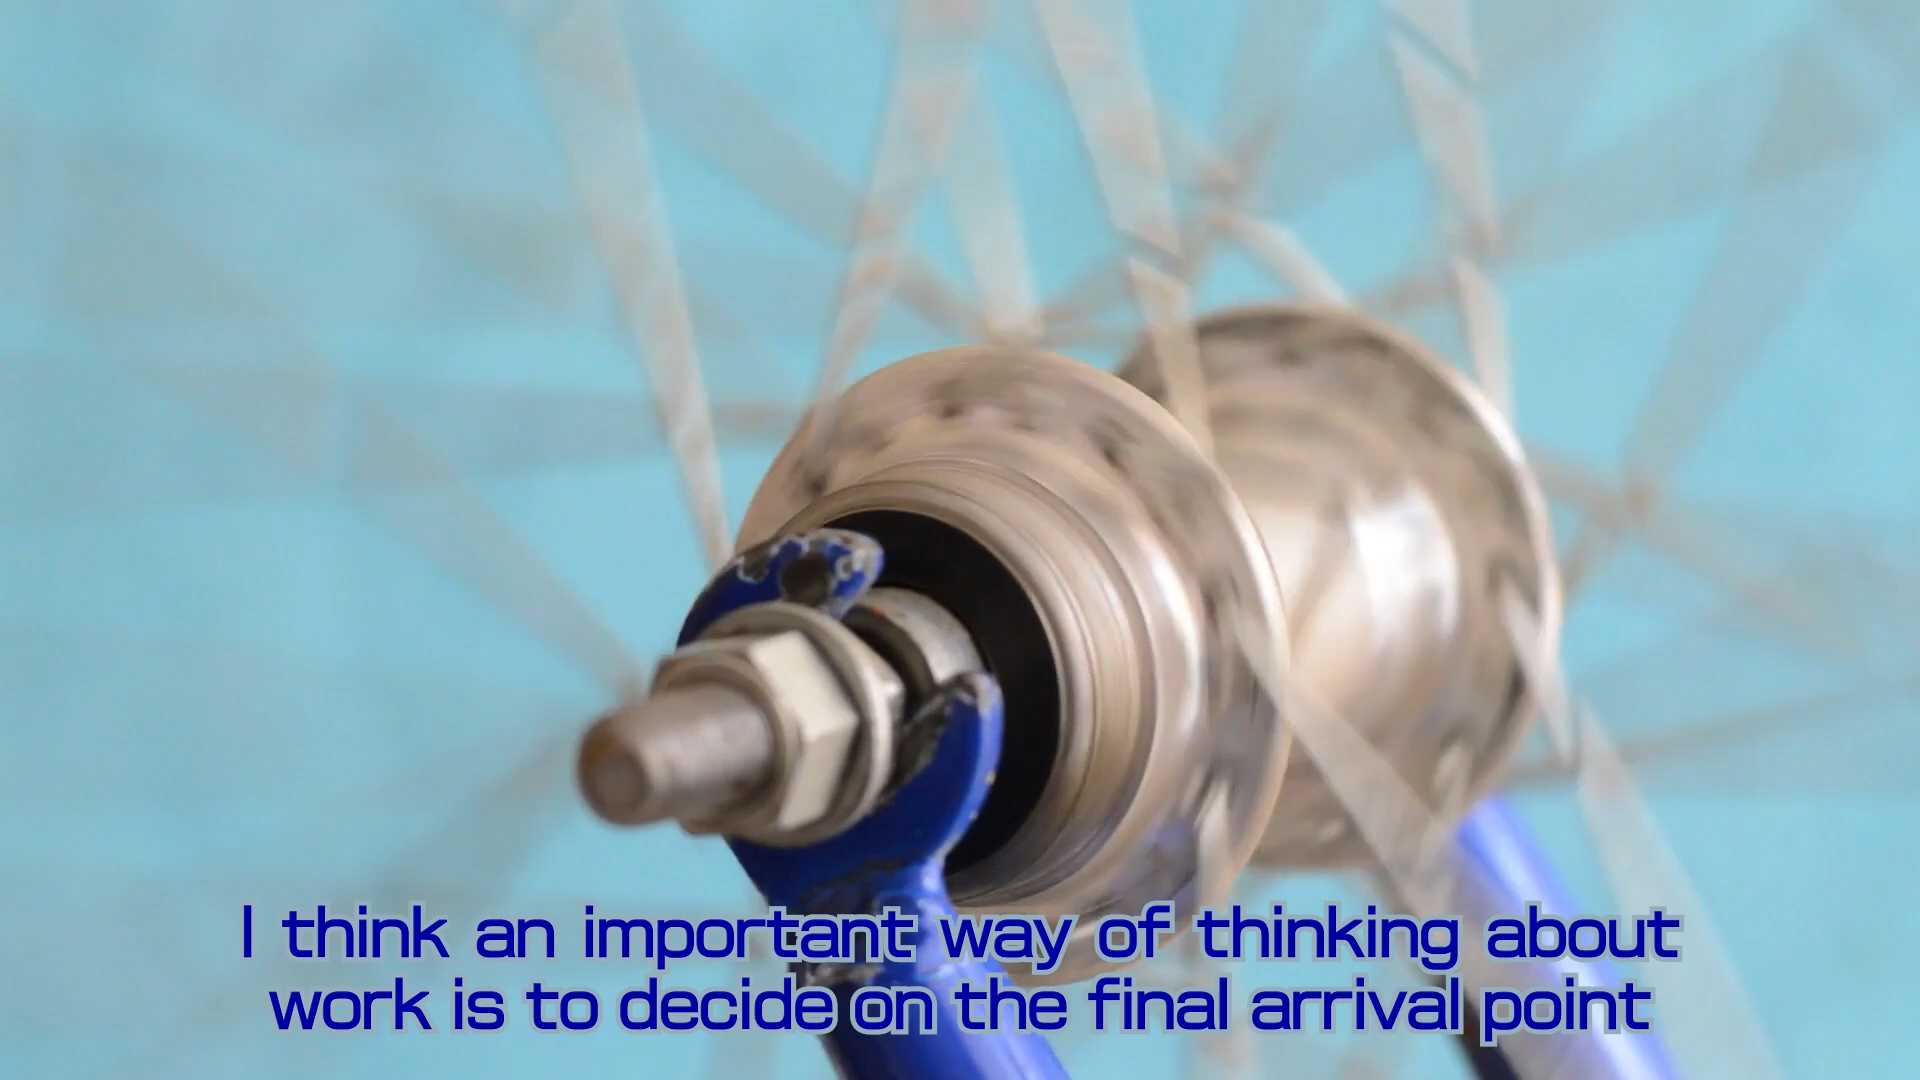 I think an important way of thinking about
work is to decide on the final arrival point